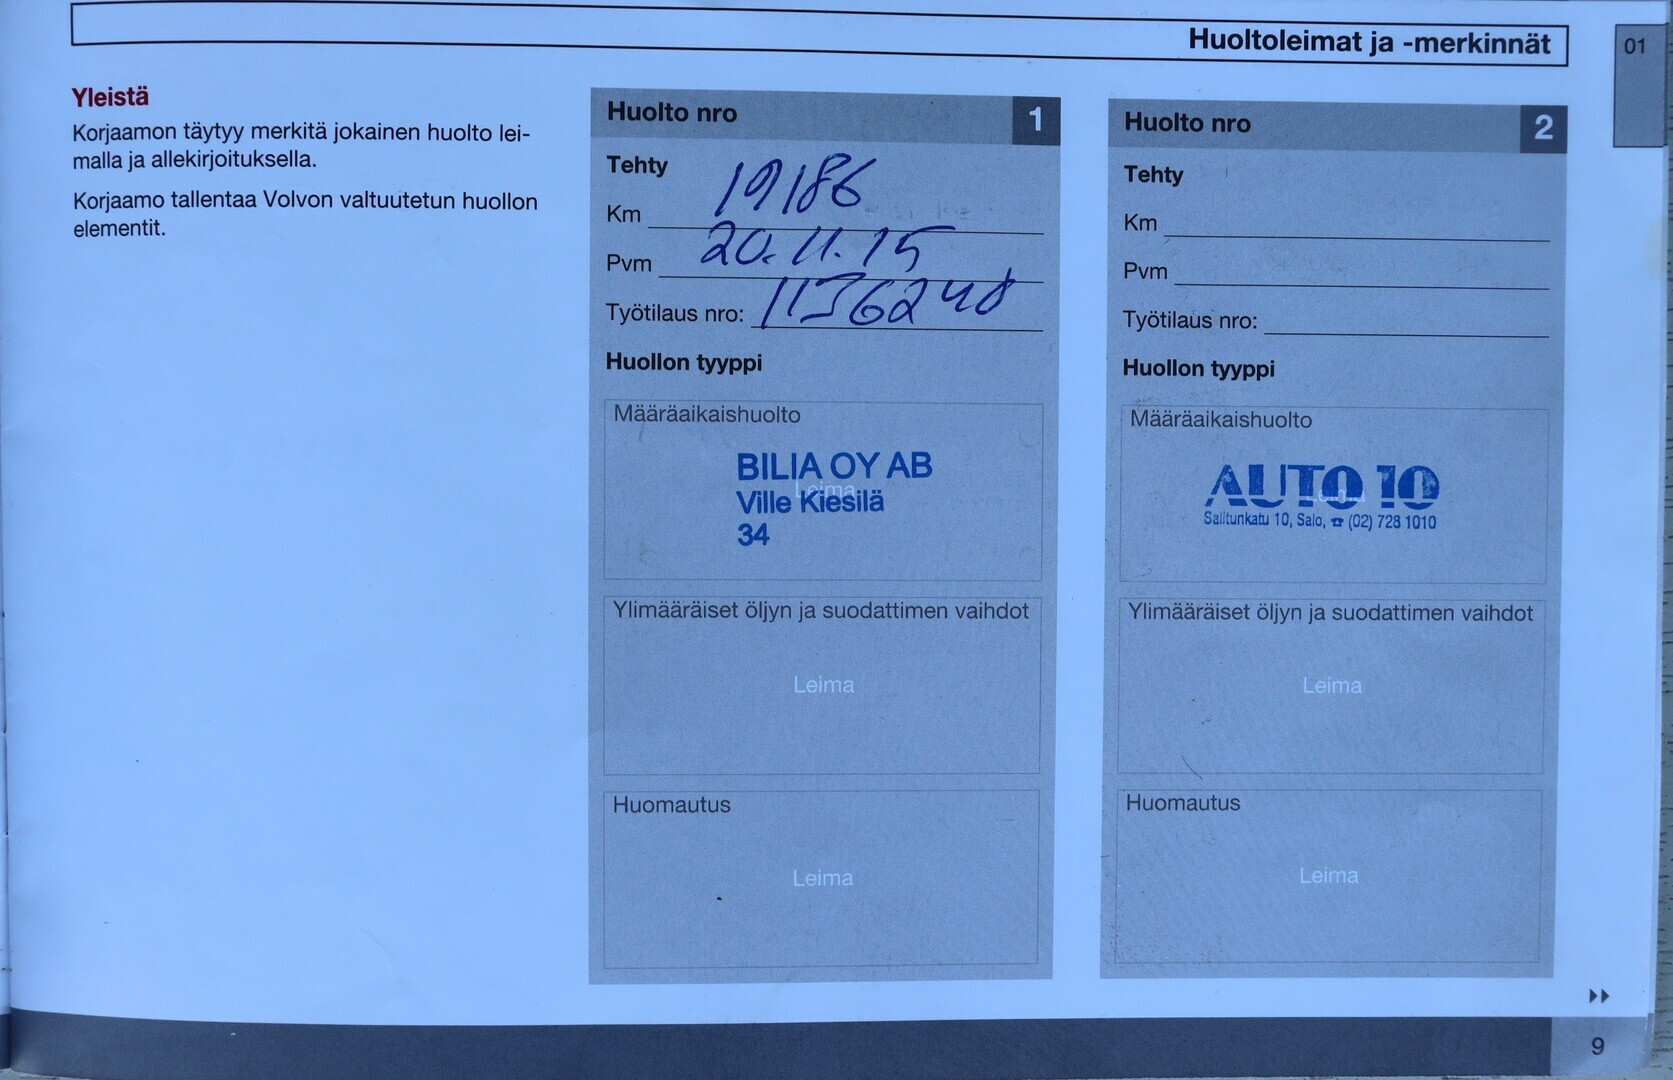 Huoltoleimat ja -merkinnät
01
Yleistä
Korjaamon täytyy merkitä jokainen huolto lei-
malla ja allekirjoituksella.
Korjaamo tallentaa Volvon valtuutetun huollon
elementit.
Huolto nro 1
Tehty
Km 19186
Pvm 20.11.15
Työtilaus nro:
Huollon tyyppi
Määräaikaishuolto
Leima
BILIA OY AB
Ville Kiesilä
34
Ylimääräiset öljyn ja suodattimen vaihdot
Leima
Huomautus
Leima
Huolto nro 2
Tehty
Km
Pvm
Työtilaus nro:
Huollon tyyppi
Määräaikaishuolto
Leima
AUTO 10
Salitunkatu 10, Salo, ☎ (02) 728 1010
Ylimääräiset öljyn ja suodattimen vaihdot
Leima
Huomautus
Leima
9